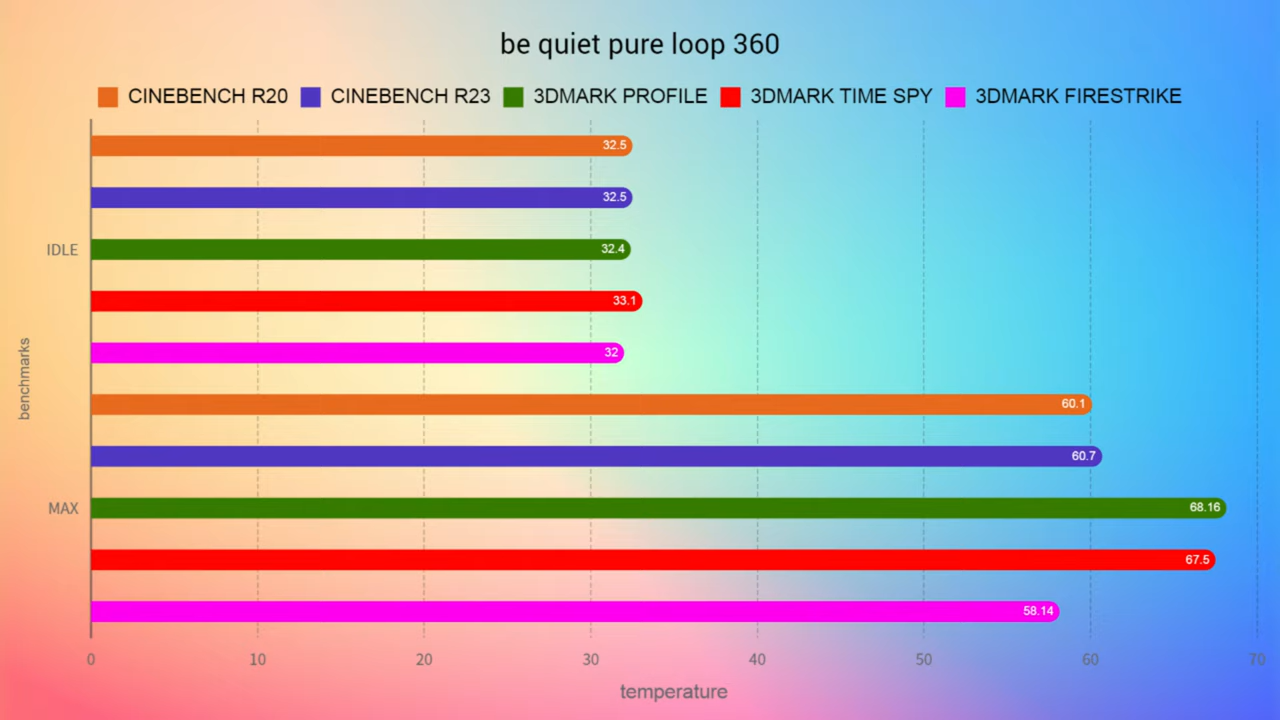 be quiet pure loop 360
CINEBENCH R20 CINEBENCH R23 3DMARK PROFILE 3DMARK TIME SPY 3DMARK FIRESTRIKE
32.5
32.5
IDLE 32.4
33.1
32
benchmarks
60.1
60.7
MAX 68.16
67.5
58.14
0 10 20 30 40 50 60 70
temperature